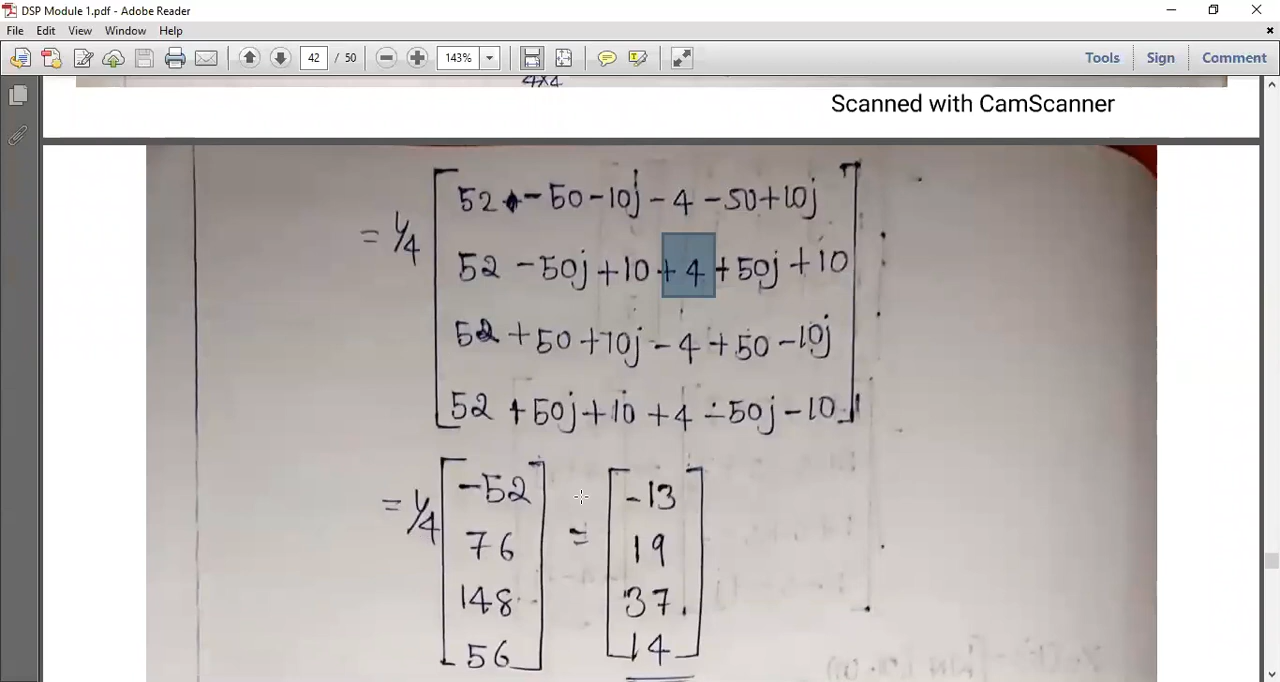 DSP Module 1.pdf - Adobe Reader
File Edit View Window Help
42 / 50 143% Tools Sign Comment
4×4
Scanned with CamScanner
= 1/4 [ 52 - 50 - 10j - 4 - 50 + 10j
52 - 50j + 10 + 4 + 50j + 10
52 + 50 + 10j - 4 + 50 - 10j
52 + 50j + 10 + 4 - 50j - 10 ]
= 1/4 [ -52 ] = [ -13 ]
76 19
148 37
56 14